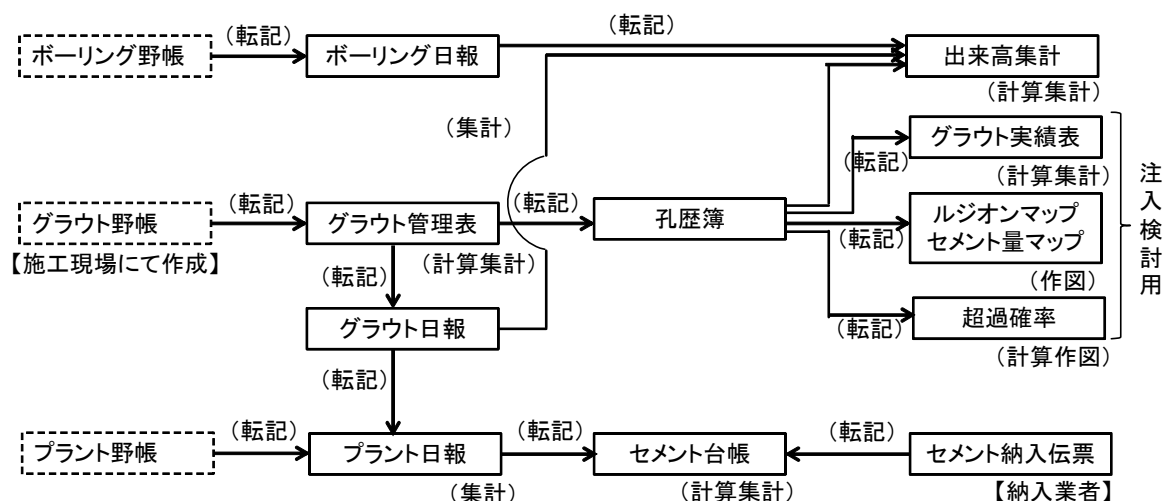 （転記）
（転記）
ボーリング野帳
ボーリング日報
出来高集計
（計算集計）
（集計）
グラウト実績表
（転記）
（計算集計）
（転記）
（転記）
グラウト野帳
グラウト管理表
孔歴簿
ルジオンマップ
セメント量マップ
（転記）
【施工現場にて作成】
（計算集計）
（作図）
（転記）
グラウト日報
超過確率
（転記）
（計算作図）
注入検討用
（転記）
（転記）
（転記）
（転記）
プラント野帳
プラント日報
セメント台帳
セメント納入伝票
（集計）
（計算集計）
【納入業者】